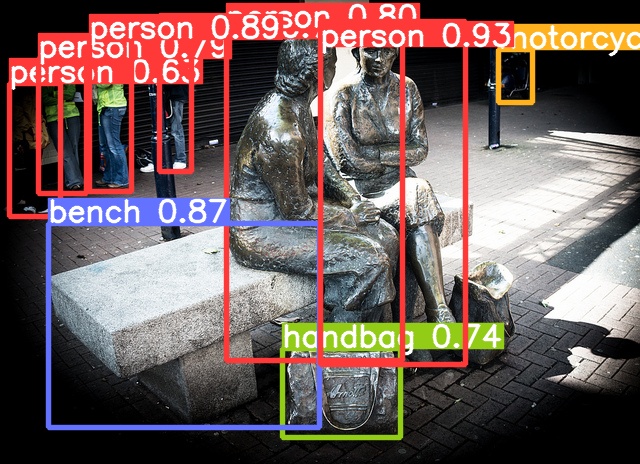 person 0.80
person 0.89
person 0.93
motorcyc
person 0.79
person 0.63
bench 0.87
handbag 0.74